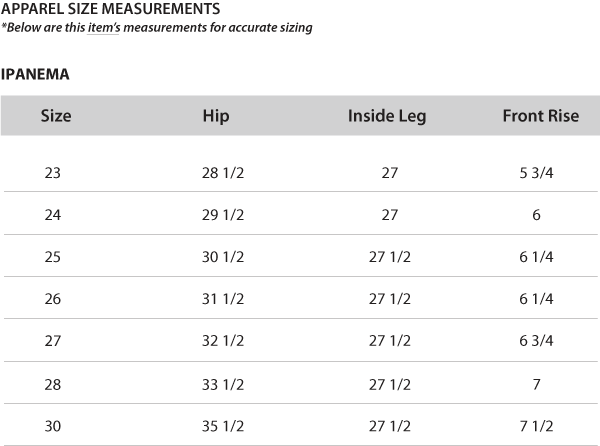 APPAREL SIZE MEASUREMENTS
*Below are this item's measurements for accurate sizing
IPANEMA
Size Hip Inside Leg Front Rise
23 28 1/2 27 5 3/4
24 29 1/2 27 6
25 30 1/2 27 1/2 6 1/4
26 31 1/2 27 1/2 6 1/4
27 32 1/2 27 1/2 6 3/4
28 33 1/2 27 1/2 7
30 35 1/2 27 1/2 7 1/2